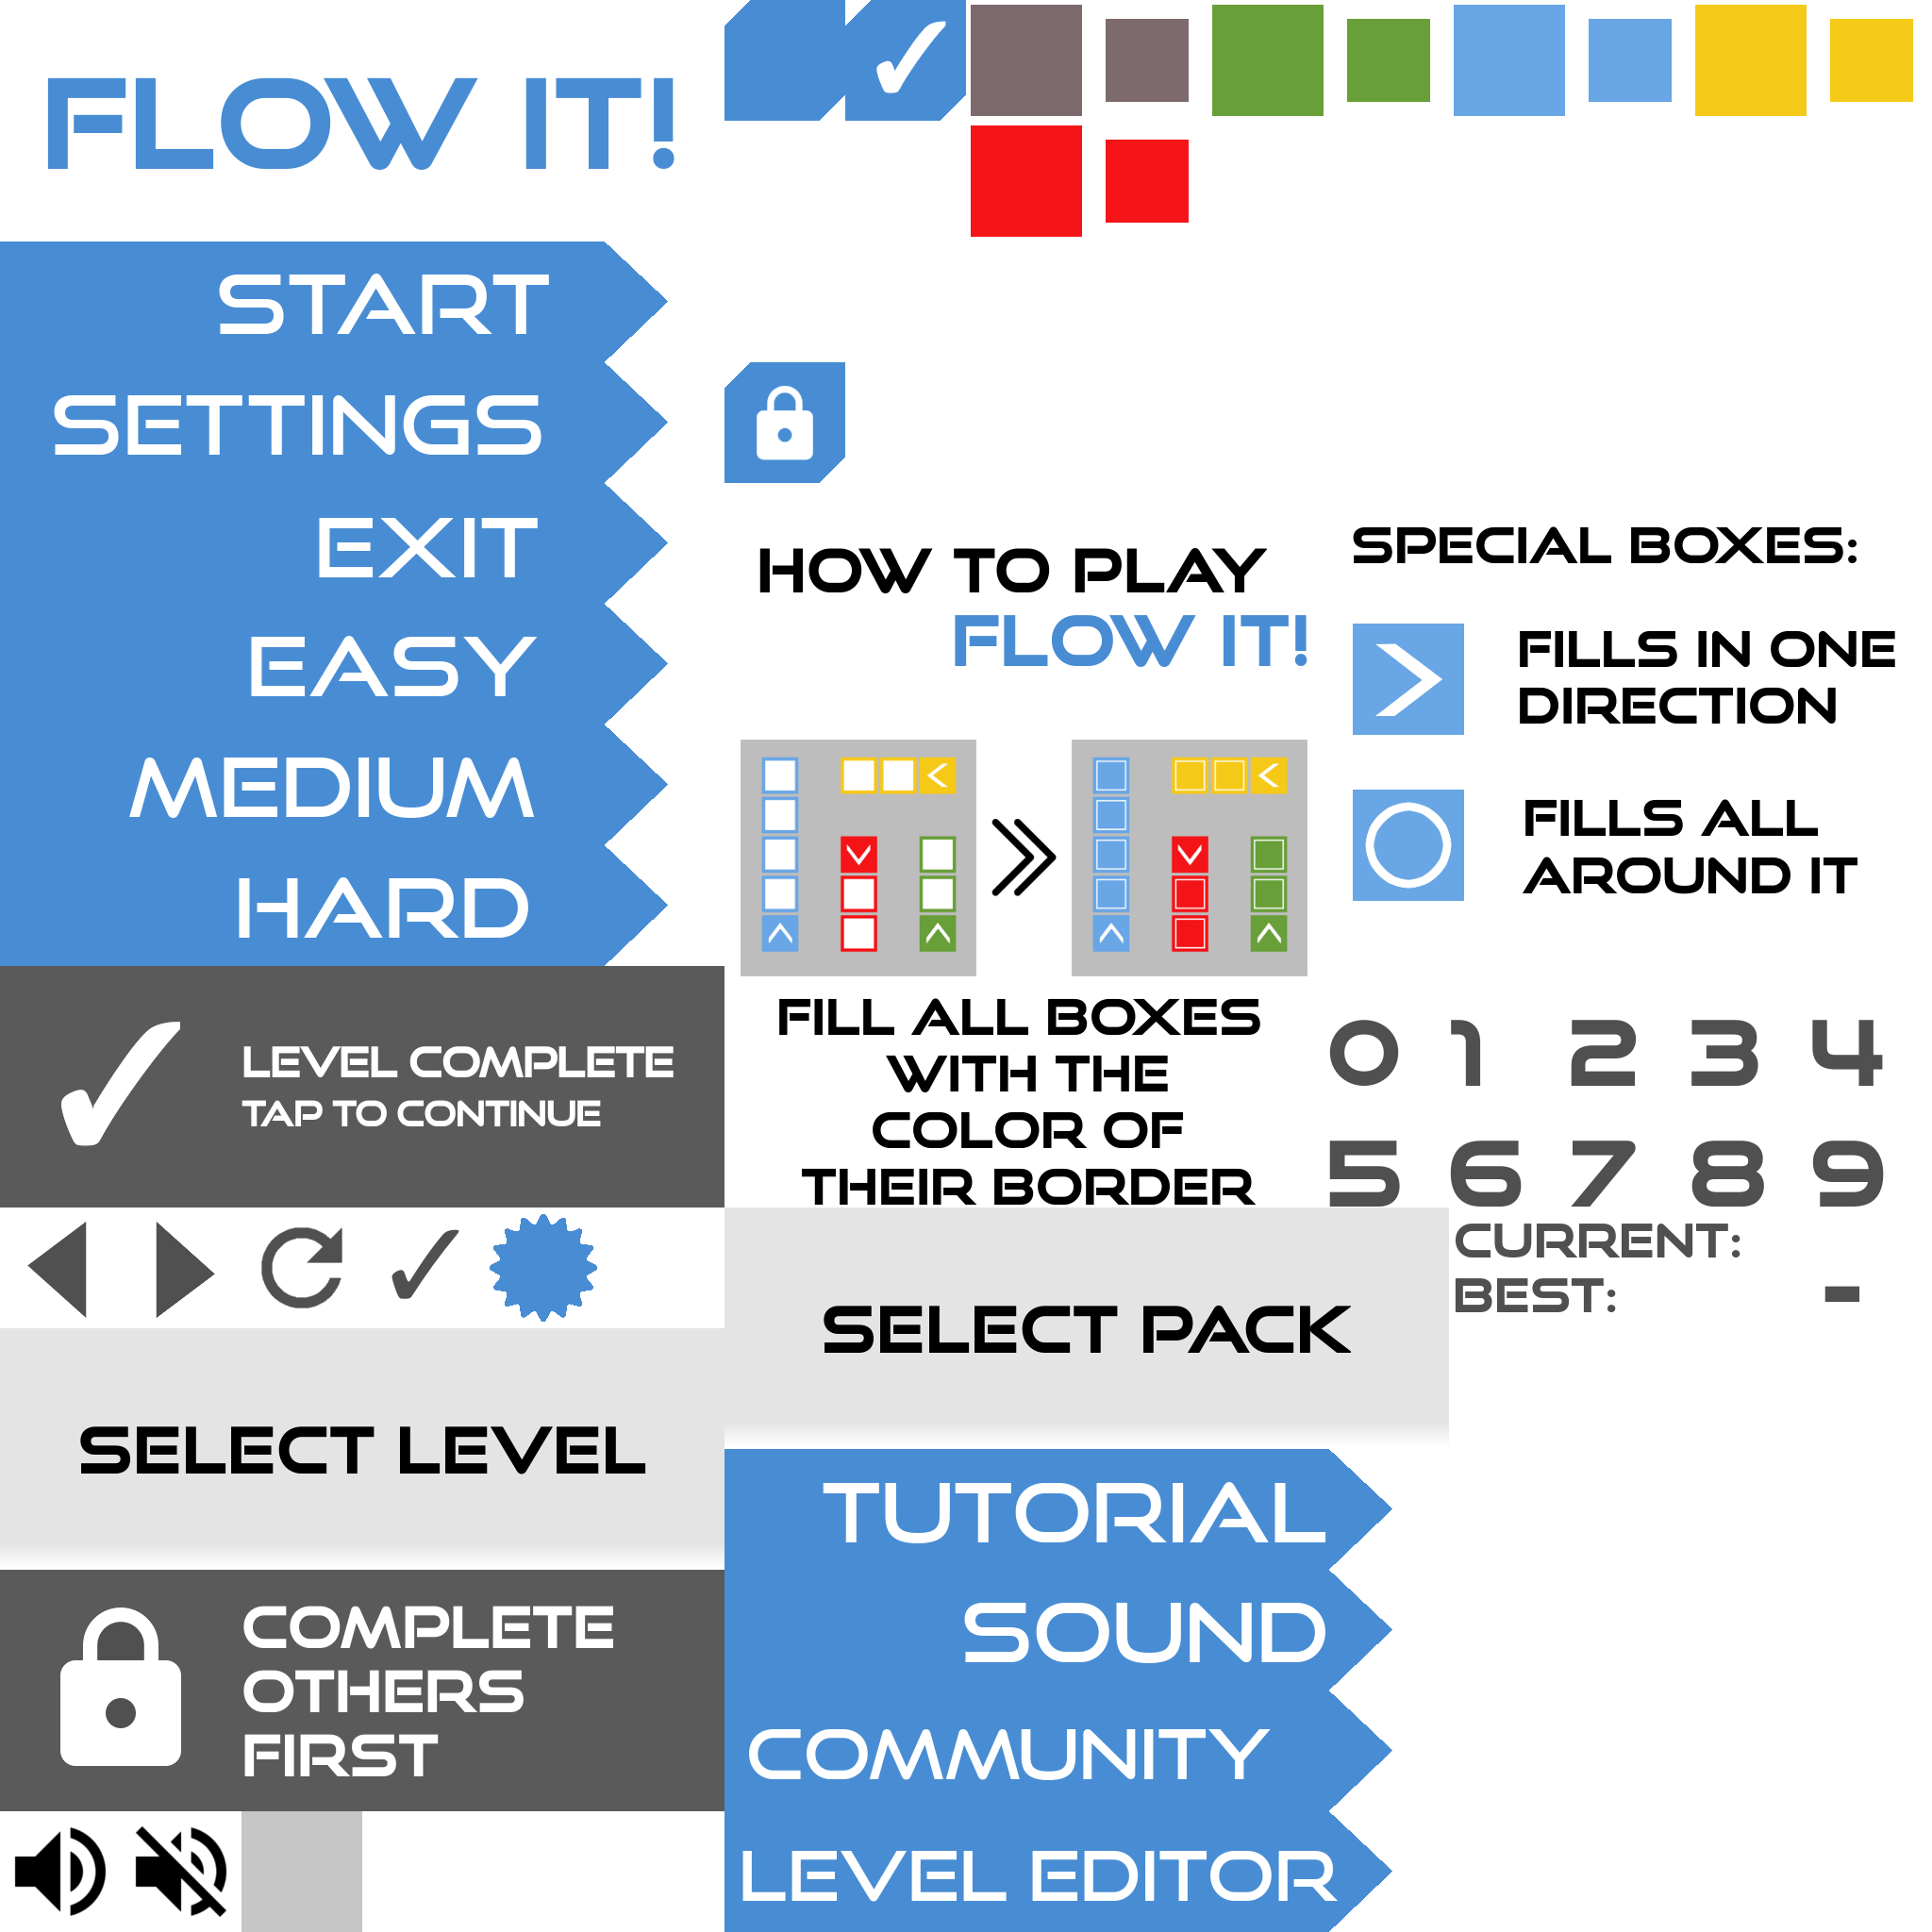 FLOW IT!
START
SETTINGS
EXIT
EASY
MEDIUM
HARD
LEVEL COMPLETE
TAP TO CONTINUE
SELECT LEVEL
COMPLETE
OTHERS
FIRST
HOW TO PLAY
FLOW IT!
FILL ALL BOXES
WITH THE
COLOR OF
THEIR BORDER
SPECIAL BOXES:
FILLS IN ONE
DIRECTION
FILLS ALL
AROUND IT
0 1 2 3 4
5 6 7 8 9
CURRENT:
BEST: -
SELECT PACK
TUTORIAL
SOUND
COMMUNITY
LEVEL EDITOR